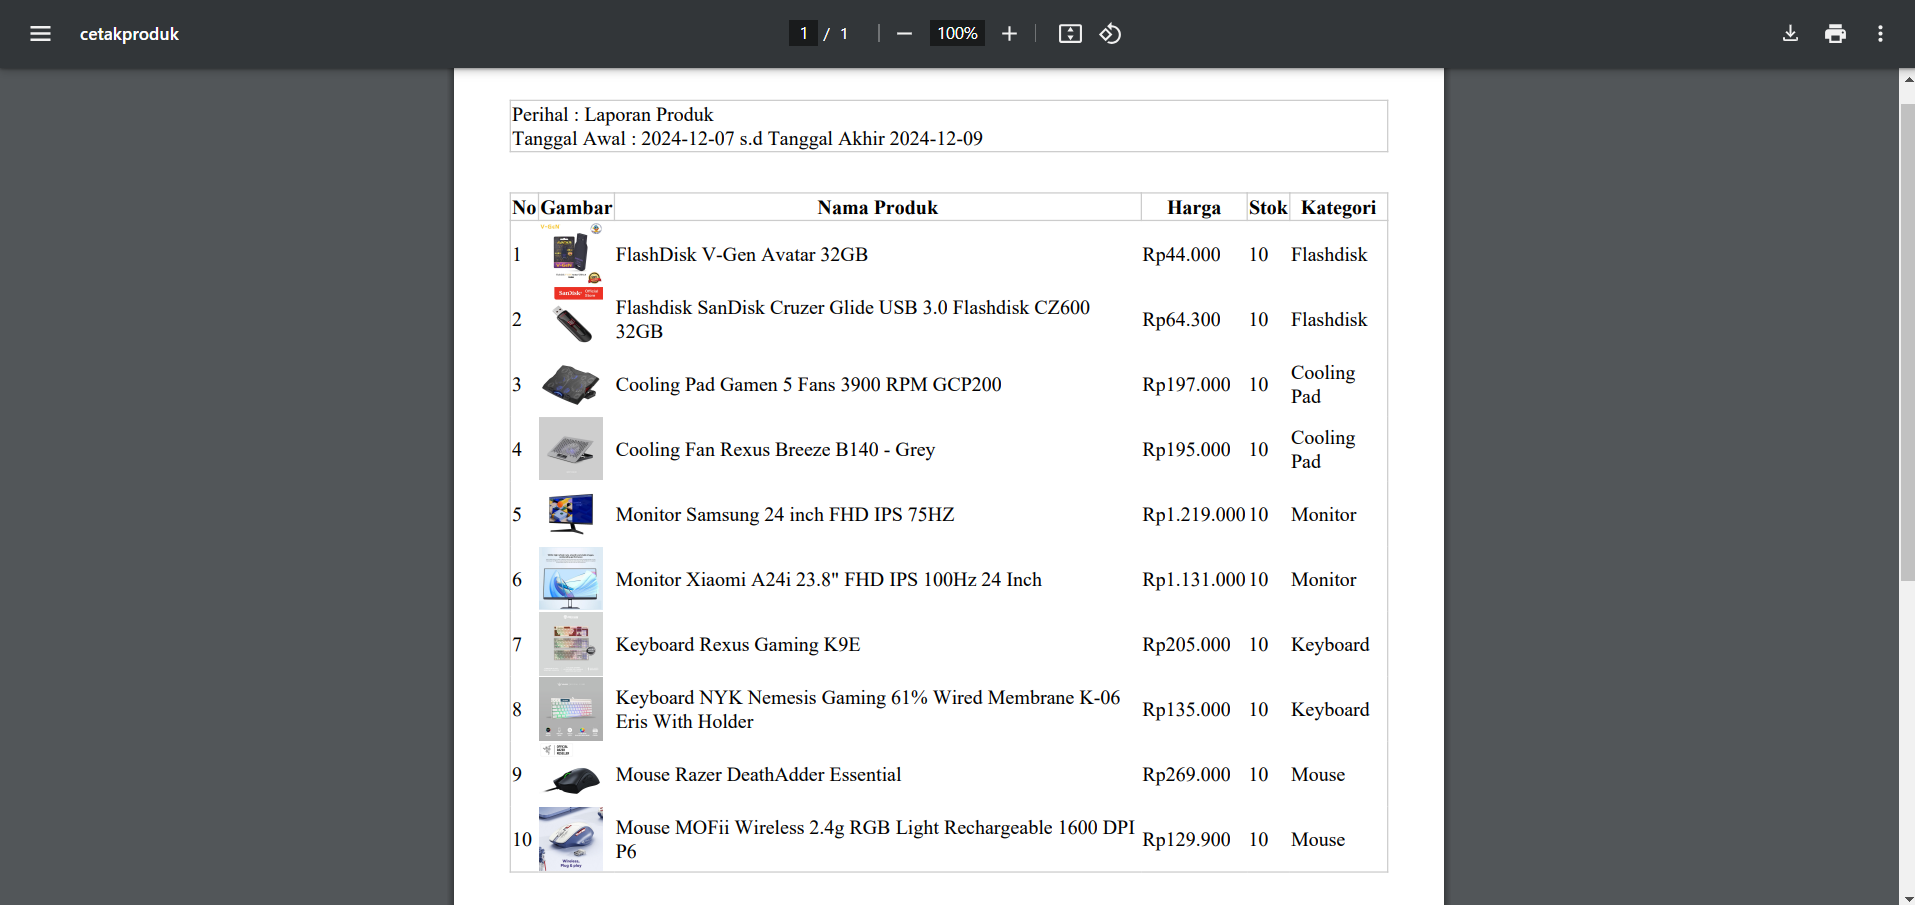 cetakproduk
1 / 1
100%
Perihal : Laporan Produk
Tanggal Awal : 2024-12-07 s.d Tanggal Akhir 2024-12-09
No Gambar Nama Produk Harga Stok Kategori
V-GeN
1 FlashDisk V-Gen Avatar 32GB Rp44.000 10 Flashdisk
SanDisk Official Store
2 Flashdisk SanDisk Cruzer Glide USB 3.0 Flashdisk CZ600
32GB Rp64.300 10 Flashdisk
3 Cooling Pad Gamen 5 Fans 3900 RPM GCP200 Rp197.000 10 Cooling
Pad
4 Cooling Fan Rexus Breeze B140 - Grey Rp195.000 10 Cooling
Pad
5 Monitor Samsung 24 inch FHD IPS 75HZ Rp1.219.000 10 Monitor
6 Monitor Xiaomi A24i 23.8" FHD IPS 100Hz 24 Inch Rp1.131.000 10 Monitor
7 Keyboard Rexus Gaming K9E Rp205.000 10 Keyboard
8 Keyboard NYK Nemesis Gaming 61% Wired Membrane K-06
Eris With Holder Rp135.000 10 Keyboard
9 Mouse Razer DeathAdder Essential Rp269.000 10 Mouse
10 Mouse MOFii Wireless 2.4g RGB Light Rechargeable 1600 DPI
P6 Rp129.900 10 Mouse
Wireless,
Plug & play